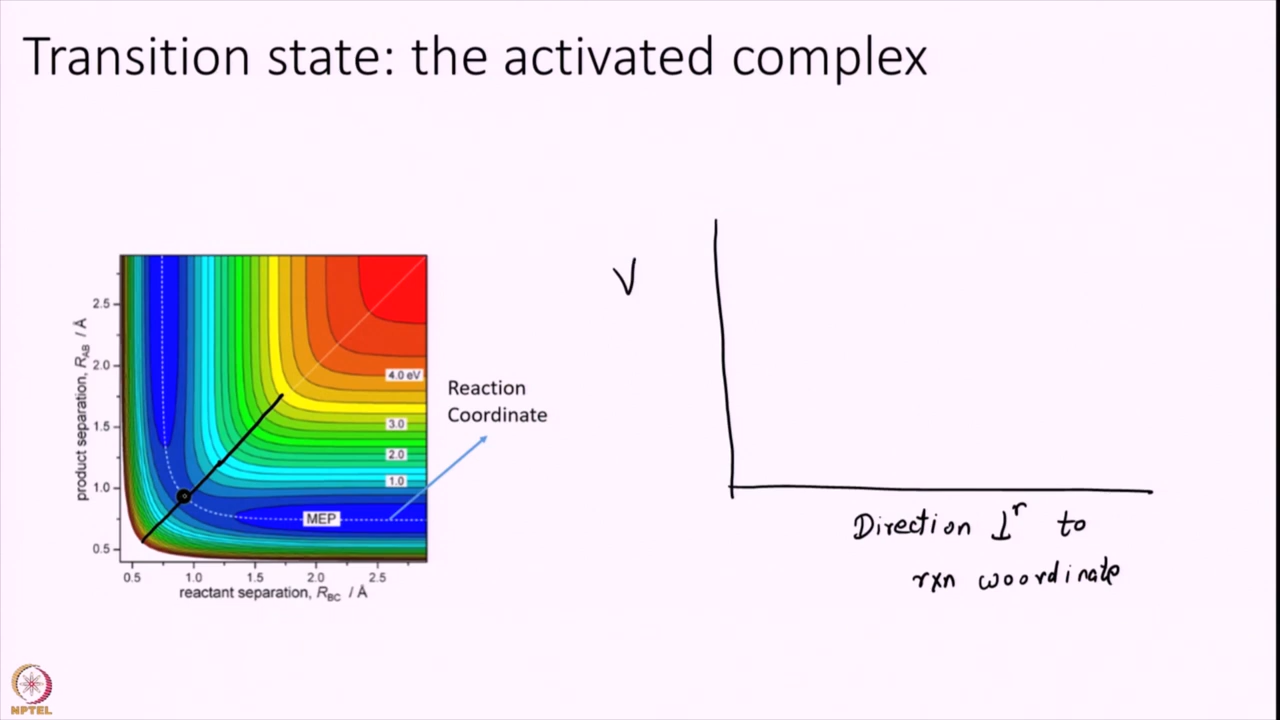 Transition state: the activated complex
product separation, R_AB / Å
2.5
2.0
1.5
1.0
0.5
4.0 eV
3.0
2.0
1.0
MEP
0.5 1.0 1.5 2.0 2.5
reactant separation, R_BC / Å
Reaction
Coordinate
V
Direction ⊥r to
rxn coordinate
NPTEL